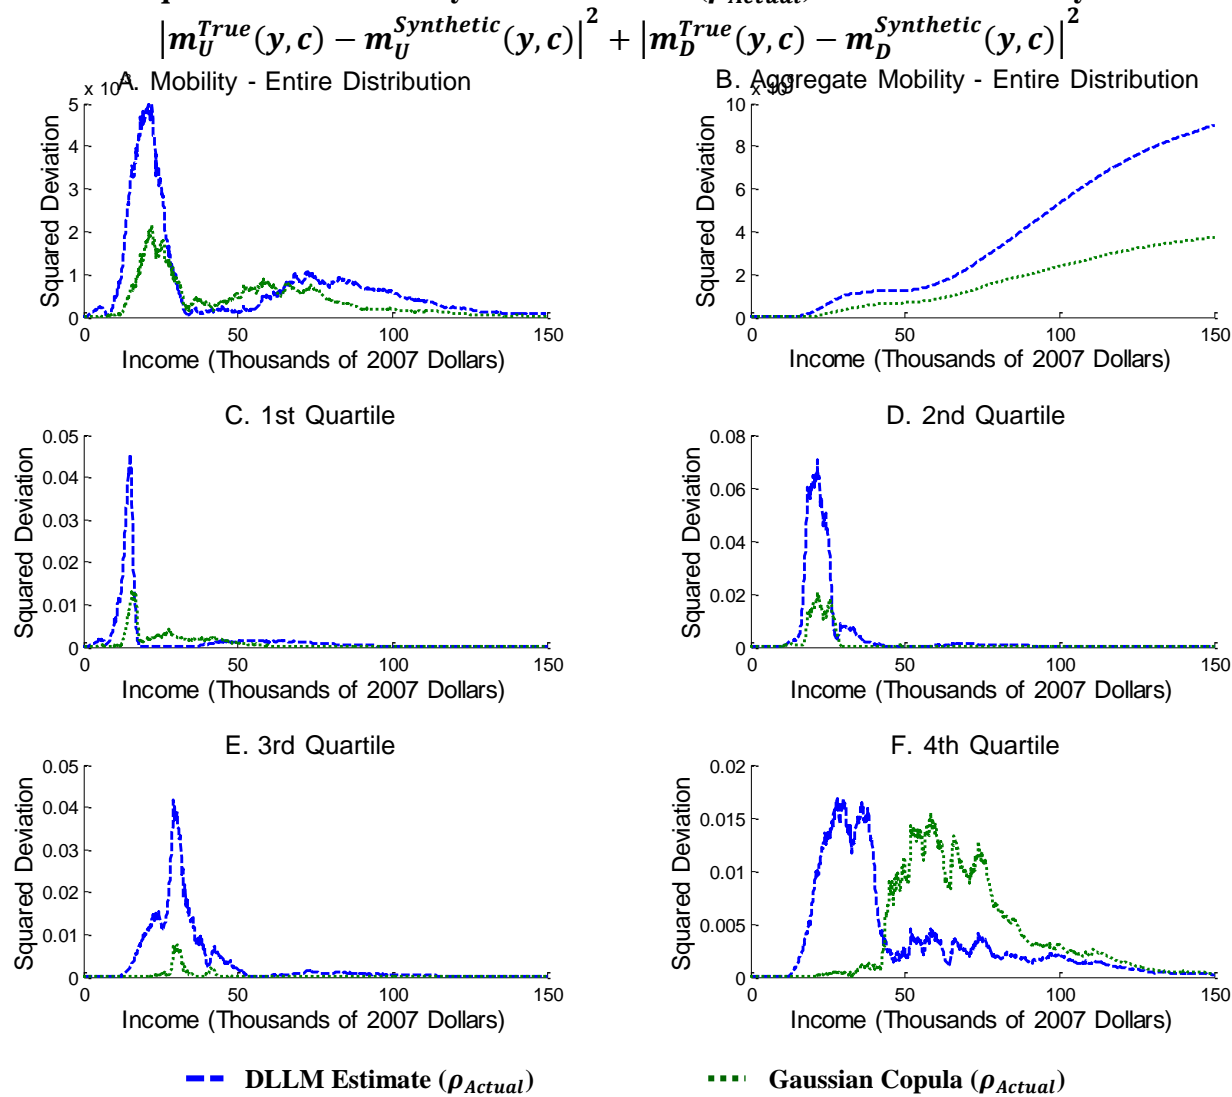 |m_U^True(y, c) − m_U^Synthetic(y, c)|² + |m_D^True(y, c) − m_D^Synthetic(y, c)|²
A. Mobility - Entire Distribution
x 10
5
4
3
2
1
0
Squared Deviation
0 50 100 150
Income (Thousands of 2007 Dollars)
B. Aggregate Mobility - Entire Distribution
x 10
10
8
6
4
2
0
Squared Deviation
0 50 100 150
Income (Thousands of 2007 Dollars)
C. 1st Quartile
0.05
0.04
0.03
0.02
0.01
0
Squared Deviation
0 50 100 150
Income (Thousands of 2007 Dollars)
D. 2nd Quartile
0.08
0.06
0.04
0.02
0
Squared Deviation
0 50 100 150
Income (Thousands of 2007 Dollars)
E. 3rd Quartile
0.05
0.04
0.03
0.02
0.01
0
Squared Deviation
0 50 100 150
Income (Thousands of 2007 Dollars)
F. 4th Quartile
0.02
0.015
0.01
0.005
0
Squared Deviation
0 50 100 150
Income (Thousands of 2007 Dollars)
DLLM Estimate (ρ_Actual)
Gaussian Copula (ρ_Actual)